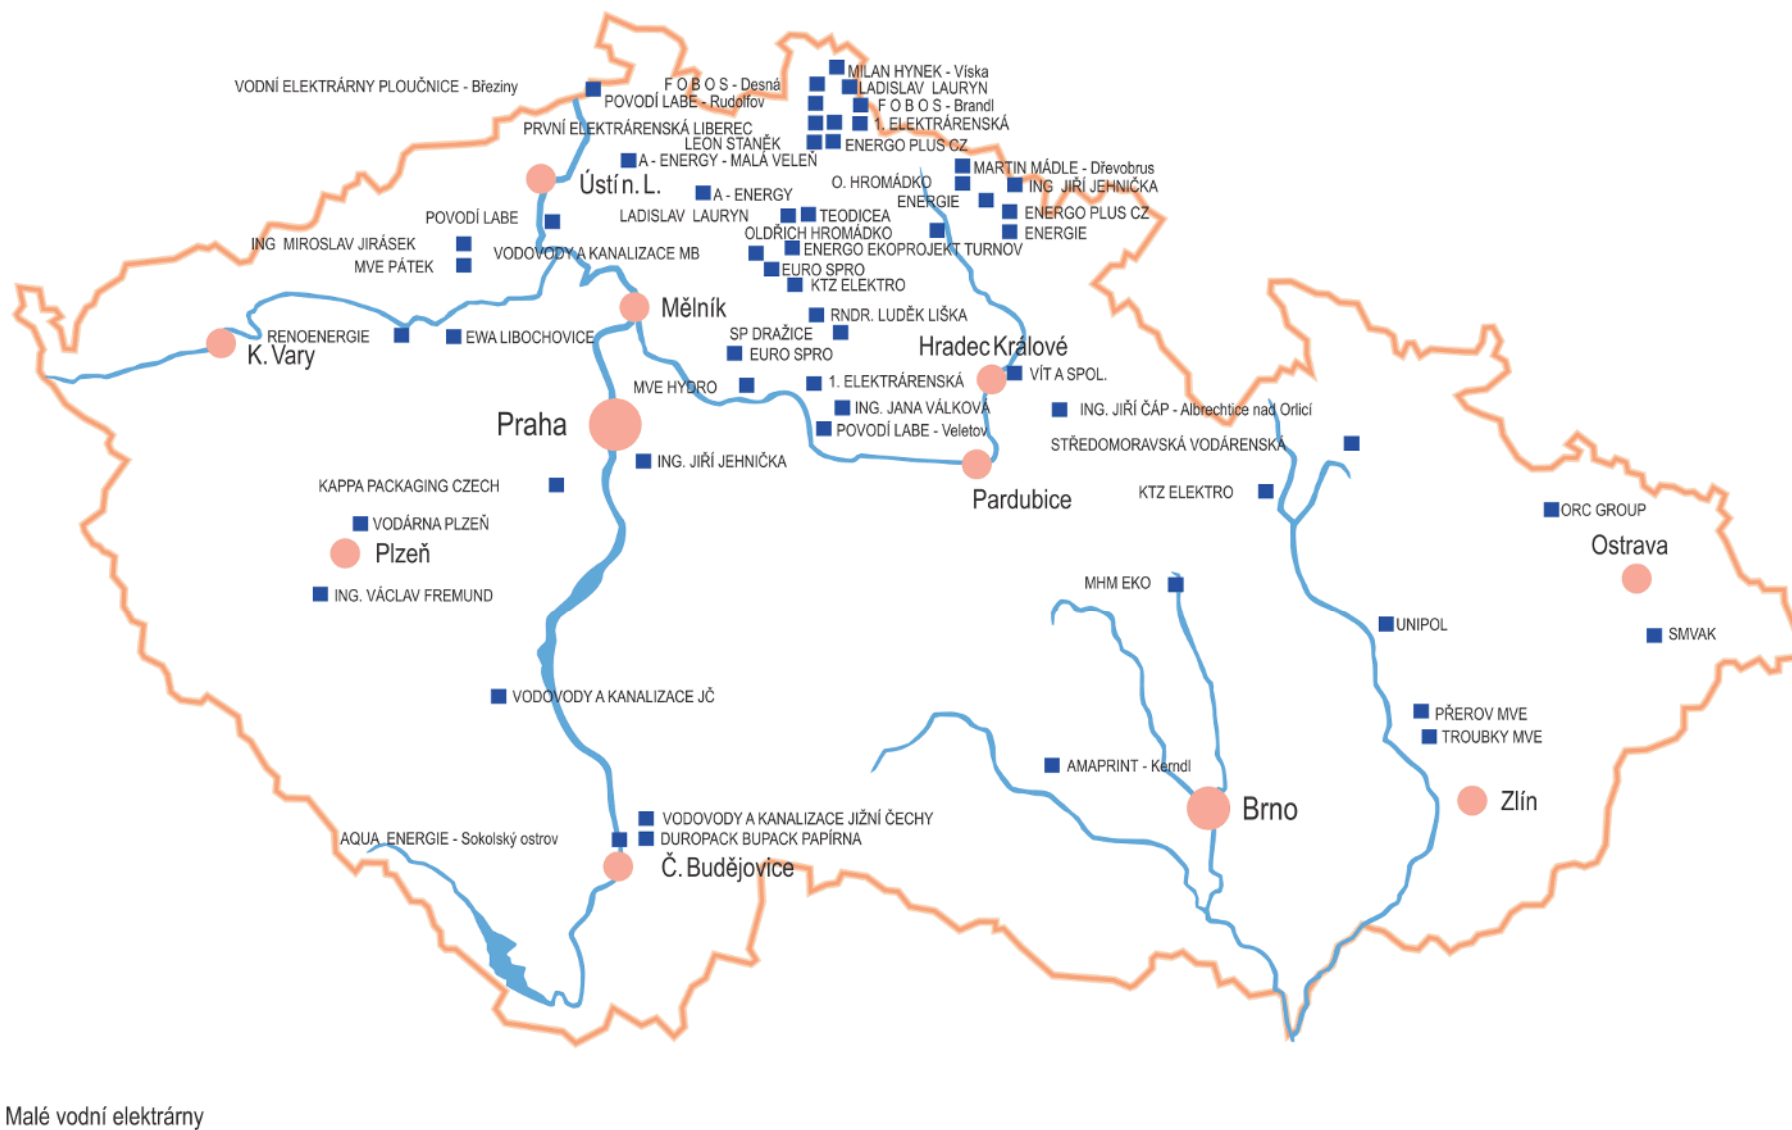 MILAN HYNEK - Víska
VODNÍ ELEKTRÁRNY PLOUČNICE - Březiny
F O B O S - Desná
LADISLAV LAURYN
POVODÍ LABE - Rudolfov
F O B O S - Brandl
PRVNÍ ELEKTRÁRENSKÁ LIBEREC
1. ELEKTRÁRENSKÁ
LEON STANĚK
ENERGO PLUS CZ
A - ENERGY - MALÁ VELEŇ
MARTIN MÁDLE - Dřevobrus
Ústí n. L.
O. HROMÁDKO
ING JIŘÍ JEHNIČKA
A - ENERGY
ENERGIE
POVODÍ LABE
LADISLAV LAURYN
TEODICEA
ENERGO PLUS CZ
OLDŘICH HROMÁDKO
ENERGIE
ING MIROSLAV JIRÁSEK
VODOVODY A KANALIZACE MB
ENERGO EKOPROJEKT TURNOV
MVE PÁTEK
EURO SPRO
KTZ ELEKTRO
Mělník
RNDR. LUDĚK LIŠKA
RENOENERGIE
EWA LIBOCHOVICE
SP DRAŽICE
K. Vary
EURO SPRO
Hradec Králové
MVE HYDRO
1. ELEKTRÁRENSKÁ
VÍT A SPOL.
ING. JANA VÁLKOVÁ
ING. JIŘÍ ČÁP - Albrechtice nad Orlicí
Praha
POVODÍ LABE - Veletov
STŘEDOMORAVSKÁ VODÁRENSKÁ
ING. JIŘÍ JEHNIČKA
KAPPA PACKAGING CZECH
Pardubice
KTZ ELEKTRO
VODÁRNA PLZEŇ
ORC GROUP
Plzeň
Ostrava
MHM EKO
ING. VÁCLAV FREMUND
UNIPOL
SMVAK
VODOVODY A KANALIZACE JČ
PŘEROV MVE
TROUBKY MVE
AMAPRINT - Kerndl
Brno
Zlín
VODOVODY A KANALIZACE JIŽNÍ ČECHY
AQUA ENERGIE - Sokolský ostrov
DUROPACK BUPACK PAPÍRNA
Č. Budějovice
Malé vodní elektrárny